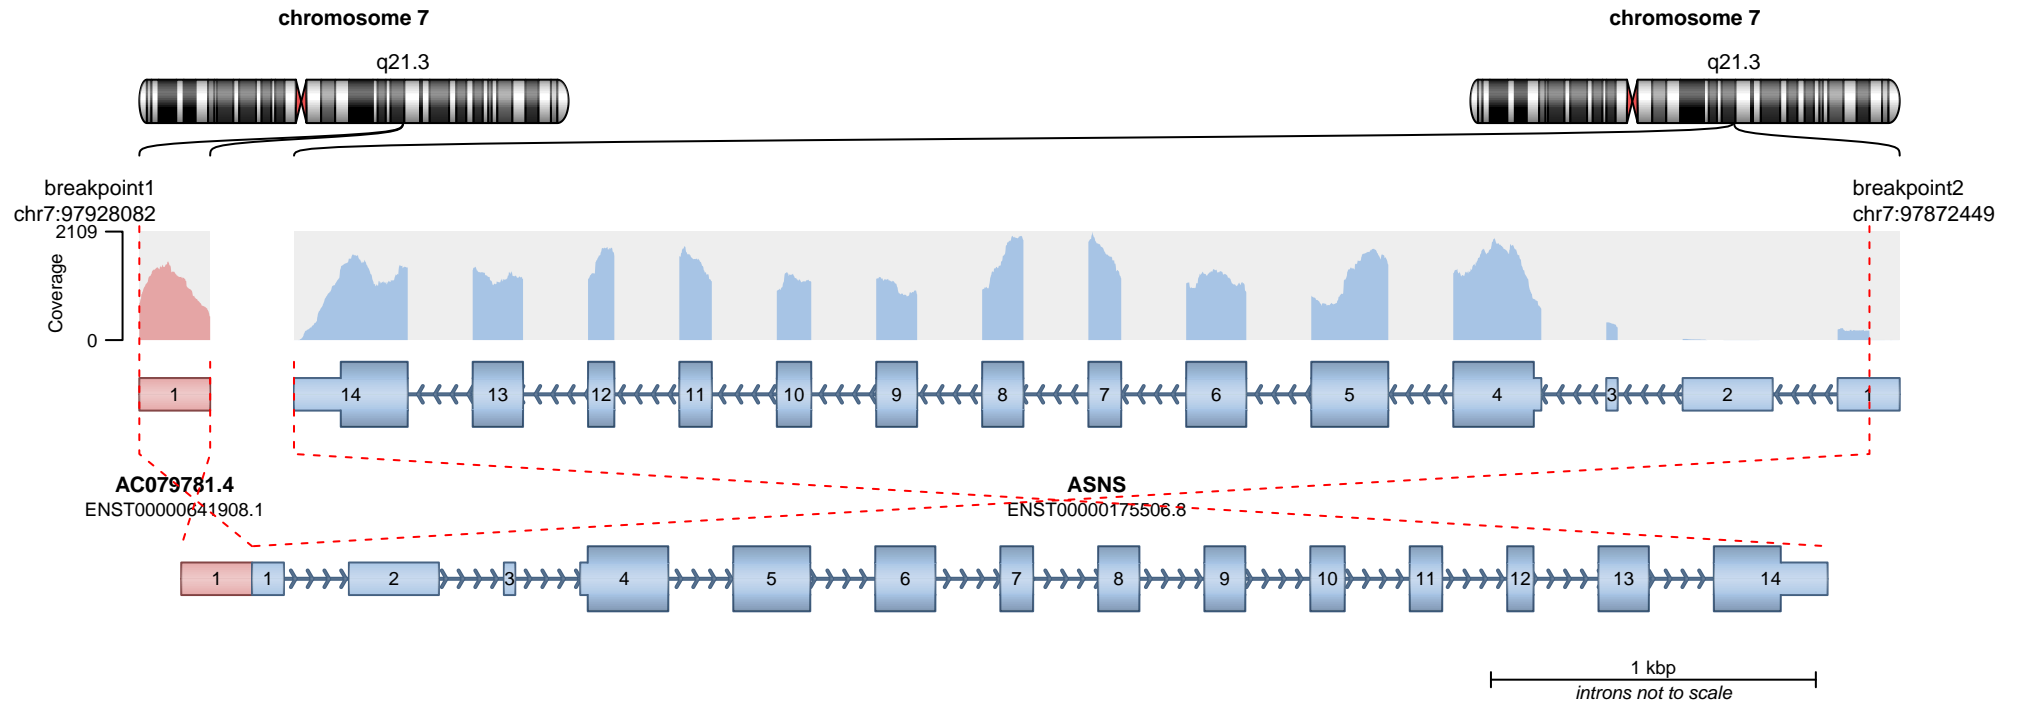 chromosome 7
chromosome 7
q21.3
q21.3
breakpoint1
chr7:97928082
breakpoint2
chr7:97872449
2109
Coverage
0
1
14
13
12
11
10
9
8
7
6
5
4
3
2
1
AC079781.4
ENST00000641908.1
ASNS
ENST00000175506.8
1
1
2
3
4
5
6
7
8
9
10
11
12
13
14
1 kbp
introns not to scale